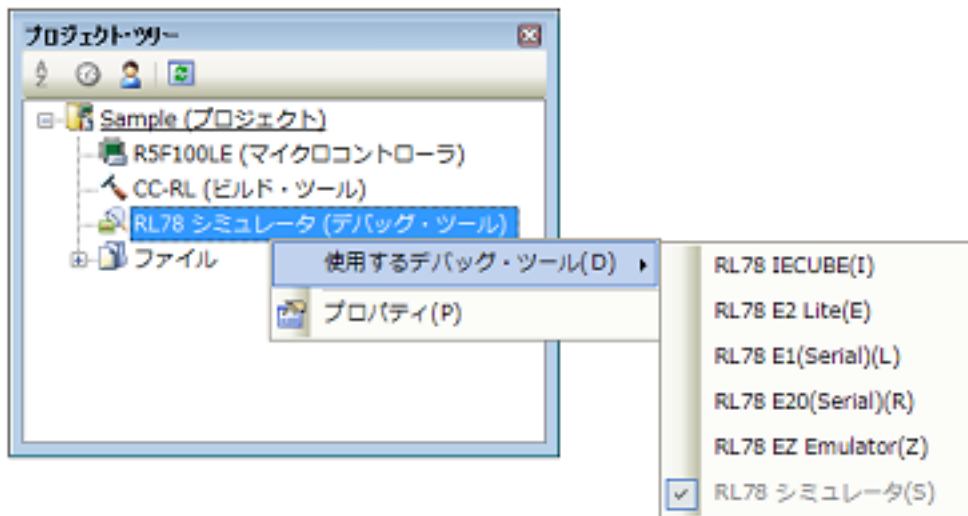 プロジェクト・ツリー
Sample (プロジェクト)
R5F100LE (マイクロコントローラ)
CC-RL (ビルド・ツール)
RL78 シミュレータ (デバッグ・ツール)
ファイル
使用するデバッグ・ツール(D)
プロパティ(P)
RL78 IECUBE(I)
RL78 E2 Lite(E)
RL78 E1(Serial)(L)
RL78 E20(Serial)(R)
RL78 EZ Emulator(Z)
RL78 シミュレータ(S)